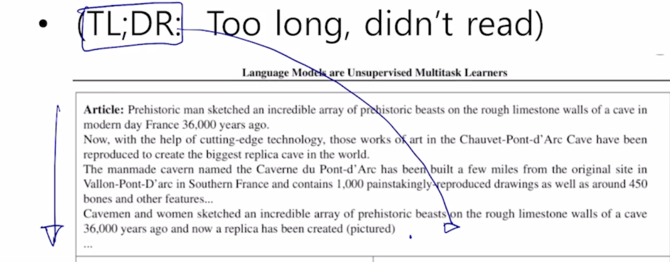 • (TL;DR: Too long, didn't read)
Language Models are Unsupervised Multitask Learners
Article: Prehistoric man sketched an incredible array of prehistoric beasts on the rough limestone walls of a cave in
modern day France 36,000 years ago.
Now, with the help of cutting-edge technology, those works of art in the Chauvet-Pont-d'Arc Cave have been
reproduced to create the biggest replica cave in the world.
The manmade cavern named the Caverne du Pont-d'Arc has been built a few miles from the original site in
Vallon-Pont-D'arc in Southern France and contains 1,000 painstakingly-reproduced drawings as well as around 450
bones and other features...
Cavemen and women sketched an incredible array of prehistoric beasts on the rough limestone walls of a cave
36,000 years ago and now a replica has been created (pictured)
...